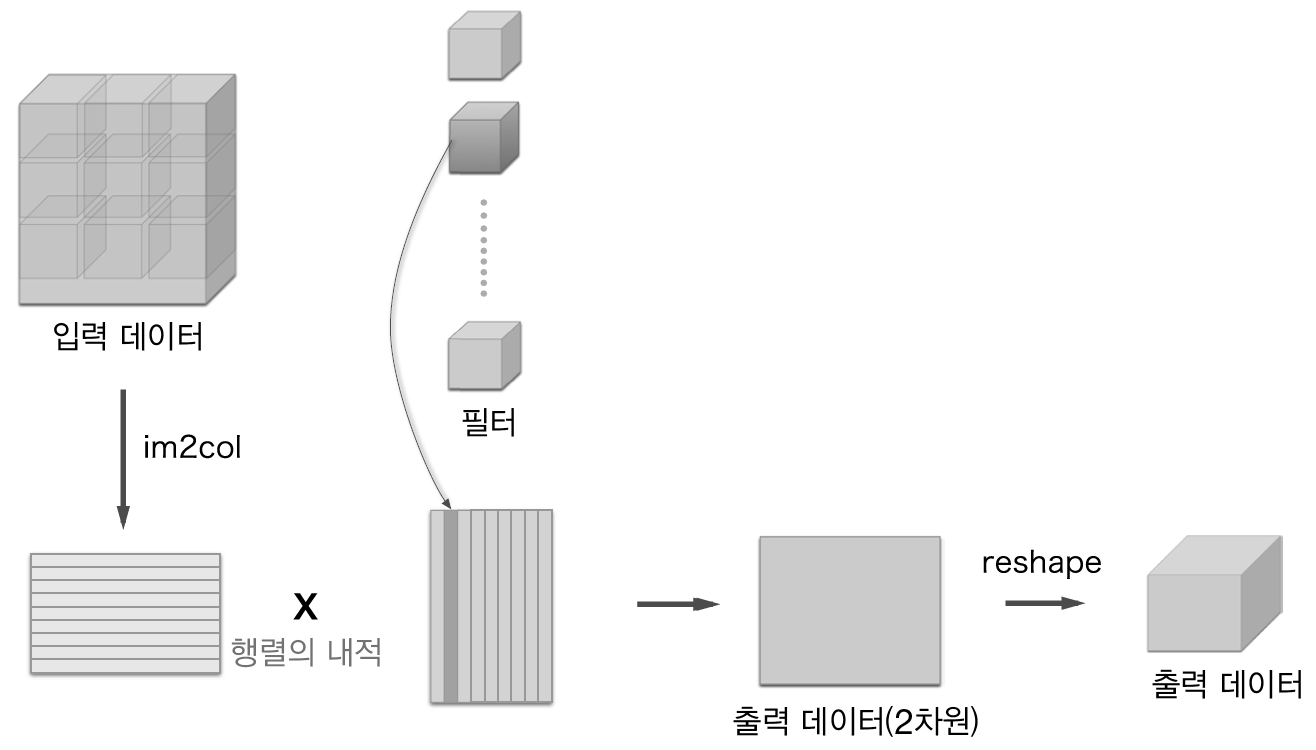 입력 데이터
im2col
필터
X
행렬의 내적
출력 데이터(2차원)
reshape
출력 데이터